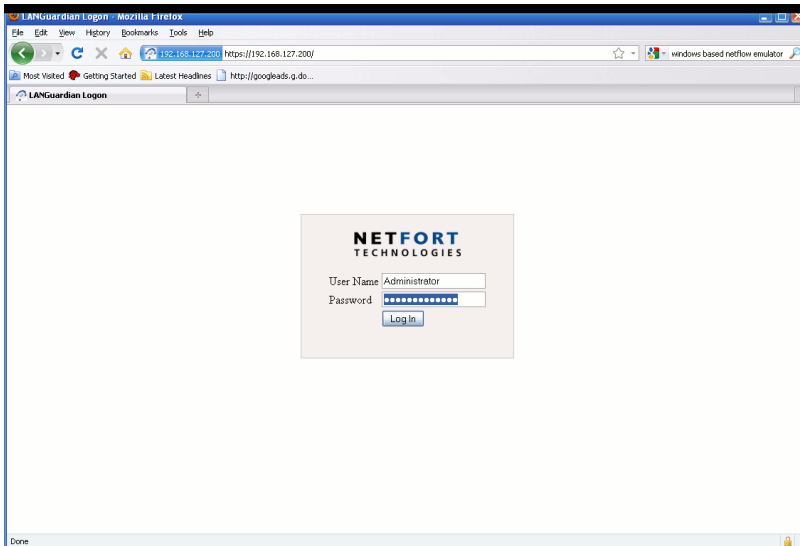 LANGuardian Logon - Mozilla Firefox
File Edit View History Bookmarks Tools Help
192.168.127.200 https://192.168.127.200/ windows based netflow emulator
Most Visited Getting Started Latest Headlines http://googleads.g.do...
LANGuardian Logon
NETFORT
TECHNOLOGIES
User Name Administrator
Password
Log In
Done